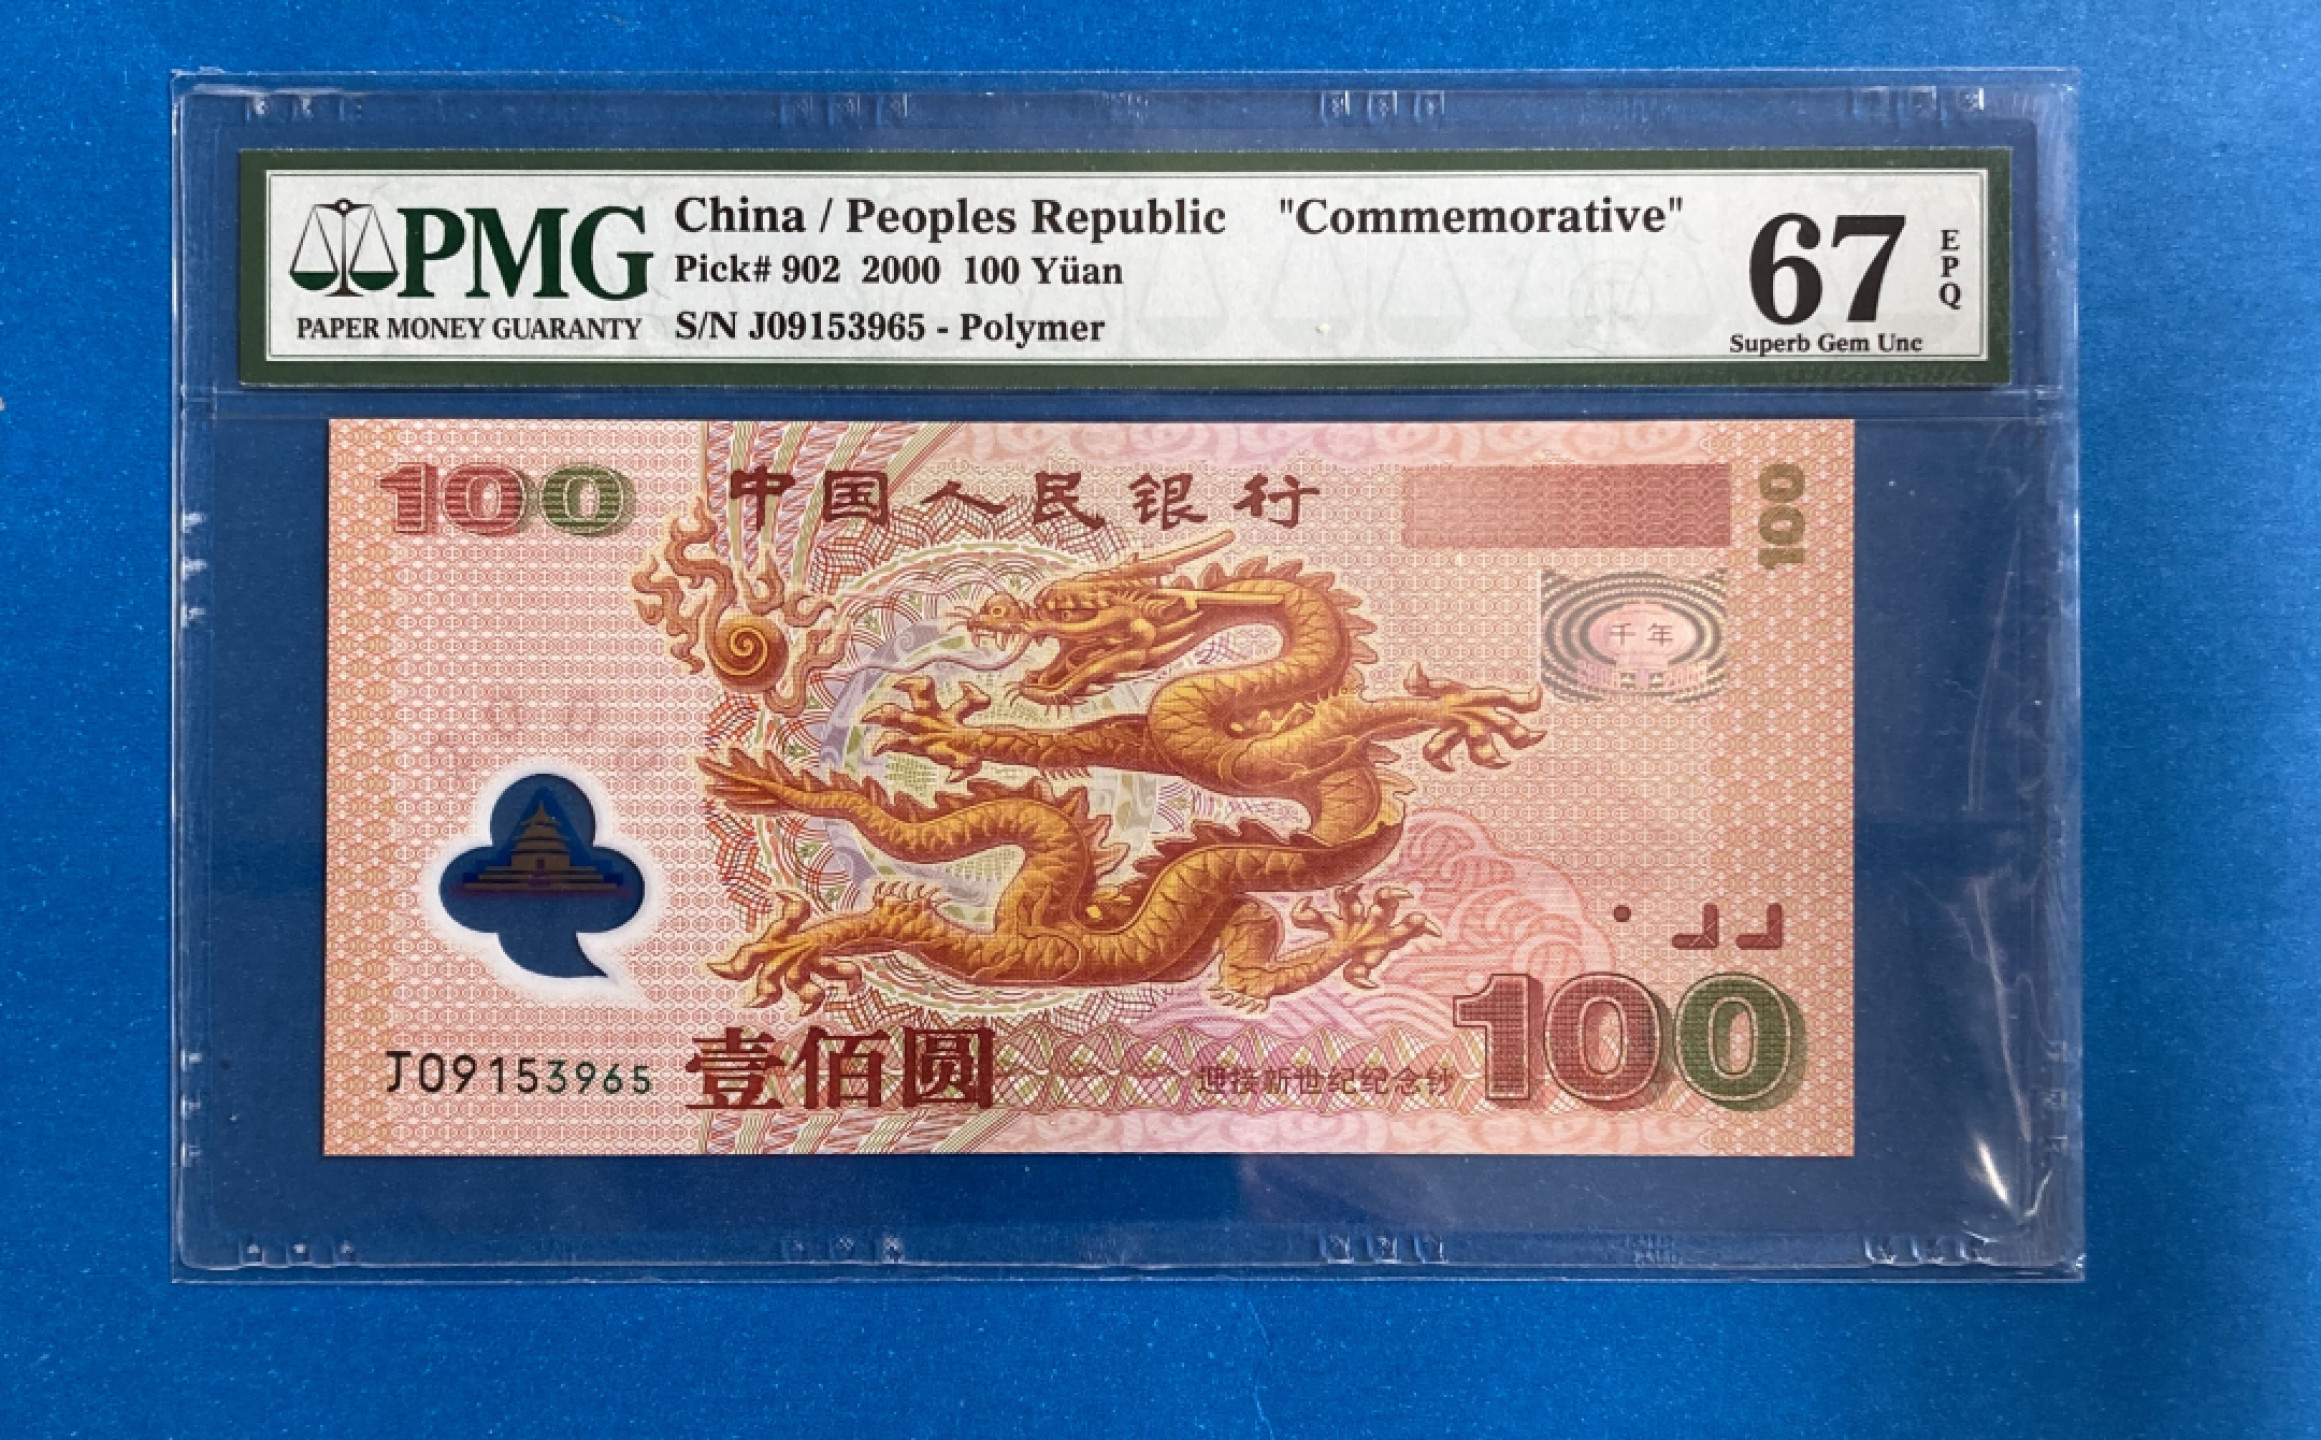 PMG
PAPER MONEY GUARANTY
China / Peoples Republic "Commemorative"
Pick# 902 2000 100 Yüan
S/N J09153965 - Polymer
67
EPQ
Superb Gem Unc
100
中国人民银行
100
千年
J09153965
壹佰圆
迎接新世纪纪念钞
100